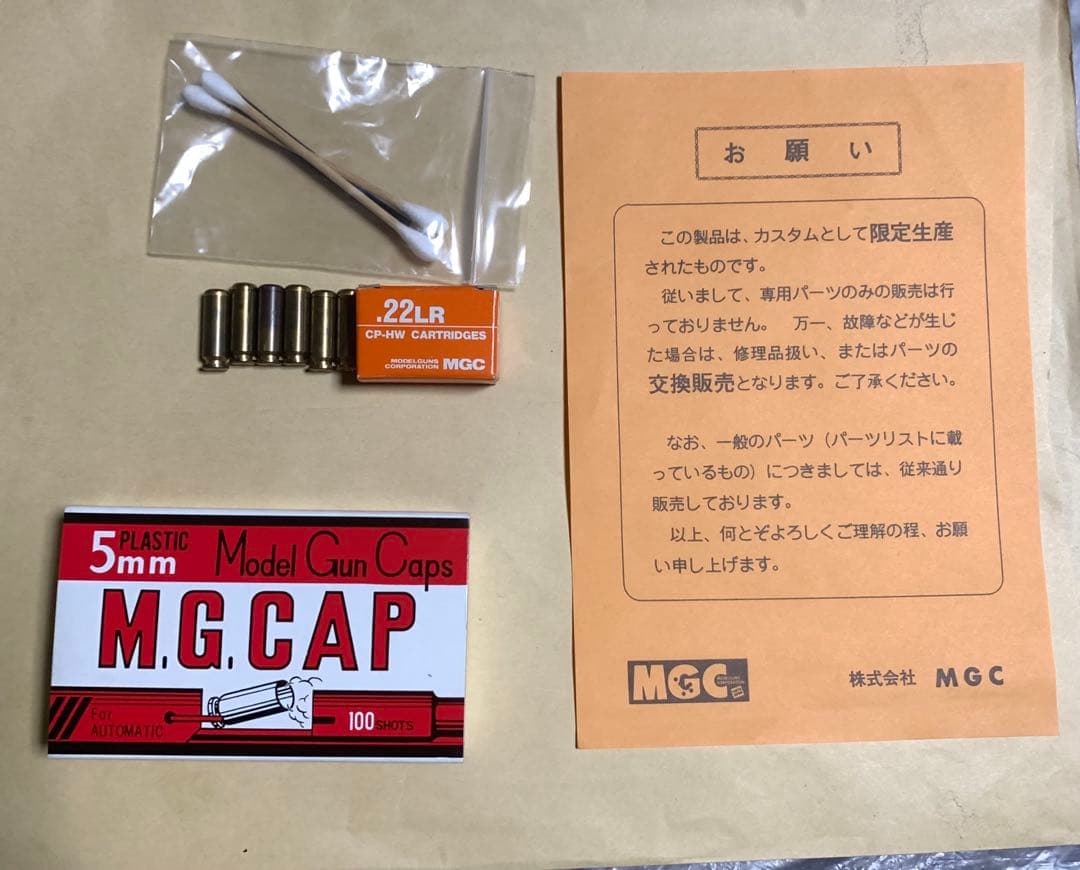 .22LR
CP-HW CARTRIDGES
MODELGUNS
CORPORATION MGC
5mm PLASTIC Model Gun Caps
M.G.CAP
For
AUTOMATIC
100 SHOTS
お願い
この製品は、カスタムとして限定生産
されたものです。
従いまして、専用パーツのみの販売は行
っておりません。 万一、故障などが生じ
た場合は、修理品扱い、またはパーツの
交換販売となります。ご了承ください。
なお、一般のパーツ（パーツリストに載
っているもの）につきましては、従来通り
販売しております。
以上、何とぞよろしくご理解の程、お願
い申し上げます。
MGC
株式会社 MGC